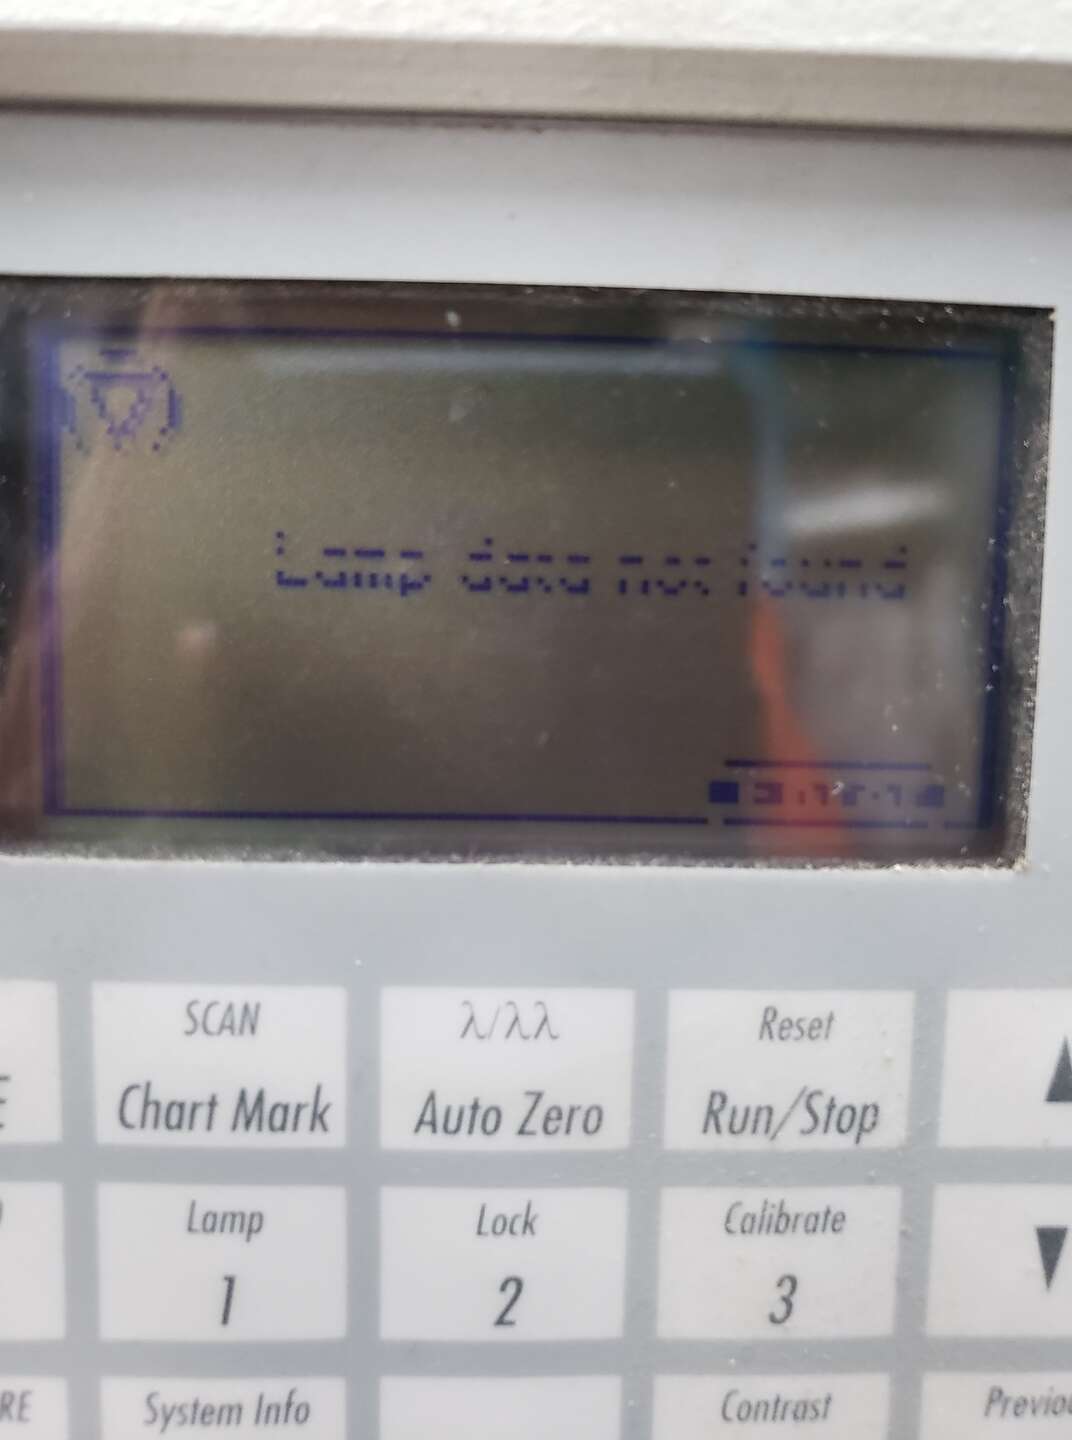 Lamp data not found
SCAN
Chart Mark
λ/λλ
Auto Zero
Reset
Run/Stop
E
Lamp
1
Lock
2
Calibrate
3
RE
System Info
Contrast